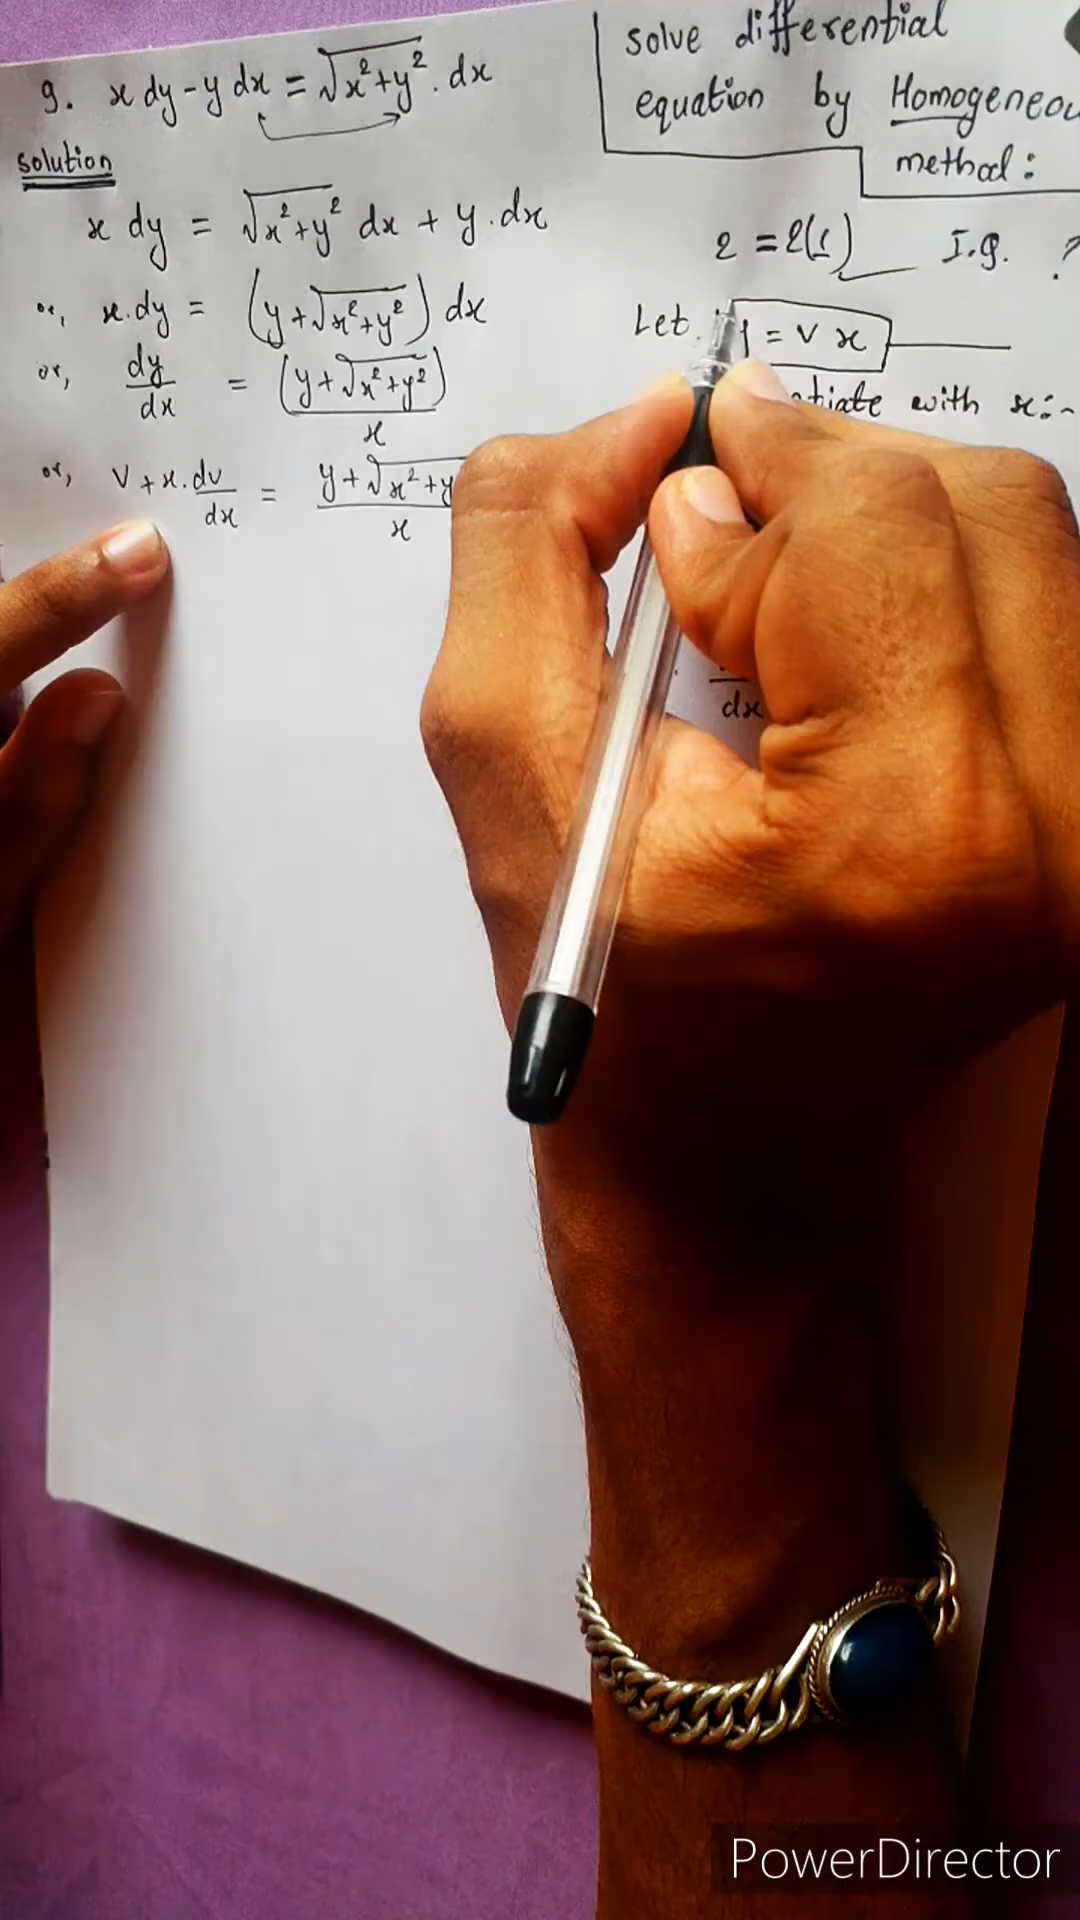 9. x dy - y dx = √x²+y² . dx
solution
x dy = √x²+y² dx + y.dx
or, x.dy = (y+√x²+y²) dx
or, dy/dx = (y+√x²+y²)/x
or, v+x.dv/dx = y+√x²+y/x
solve differential
equation by Homogeneou
method:
2 = 2(1) I.g. ?
Let. = v x
ntiate with x:-
dx
PowerDirector